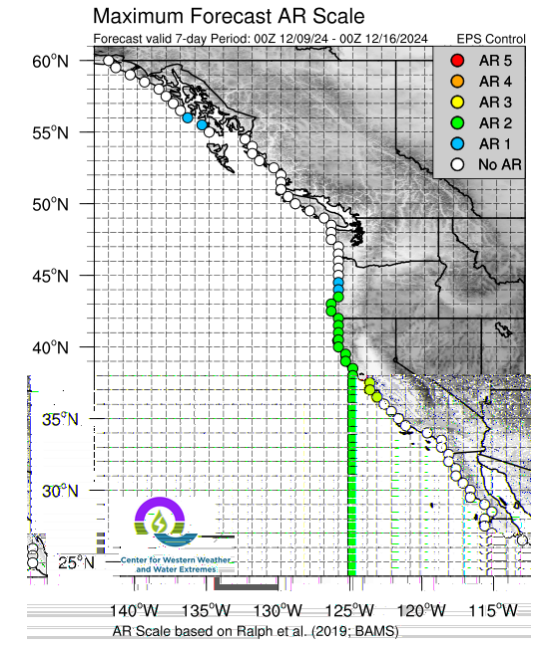 Maximum Forecast AR Scale
Forecast valid 7-day Period: 00Z 12/09/24 - 00Z 12/16/2024 EPS Control
AR 5
AR 4
AR 3
AR 2
AR 1
No AR
60°N
55°N
50°N
45°N
40°N
35°N
30°N
25°N
Center for Western Weather
and Water Extremes
140°W 135°W 130°W 125°W 120°W 115°W
AR Scale based on Ralph et al. (2019; BAMS)